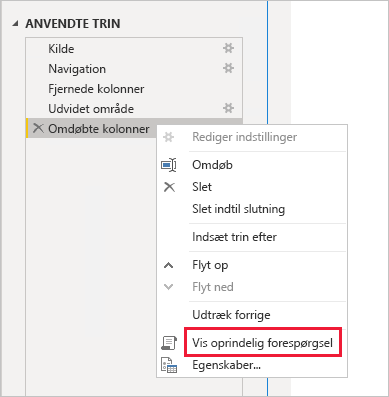 ANVENDTE TRIN
Kilde
Navigation
Fjernede kolonner
Udvidet område
Omdøbte kolonner
Rediger indstillinger
Omdøb
Slet
Slet indtil slutning
Indsæt trin efter
Flyt op
Flyt ned
Udtræk forrige
Vis oprindelig forespørgsel
Egenskaber...